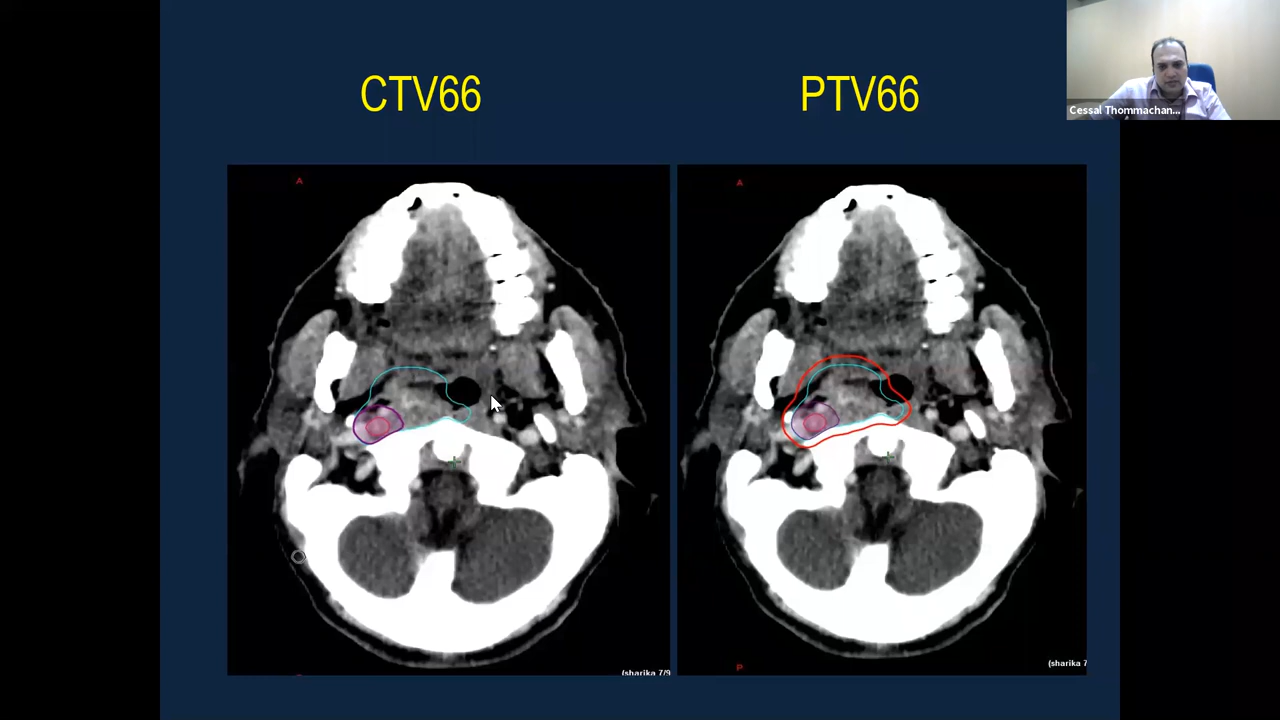 CTV66
PTV66
Cessal Thommachan...
A
A
(sharika 7/9
(sharika 7
P